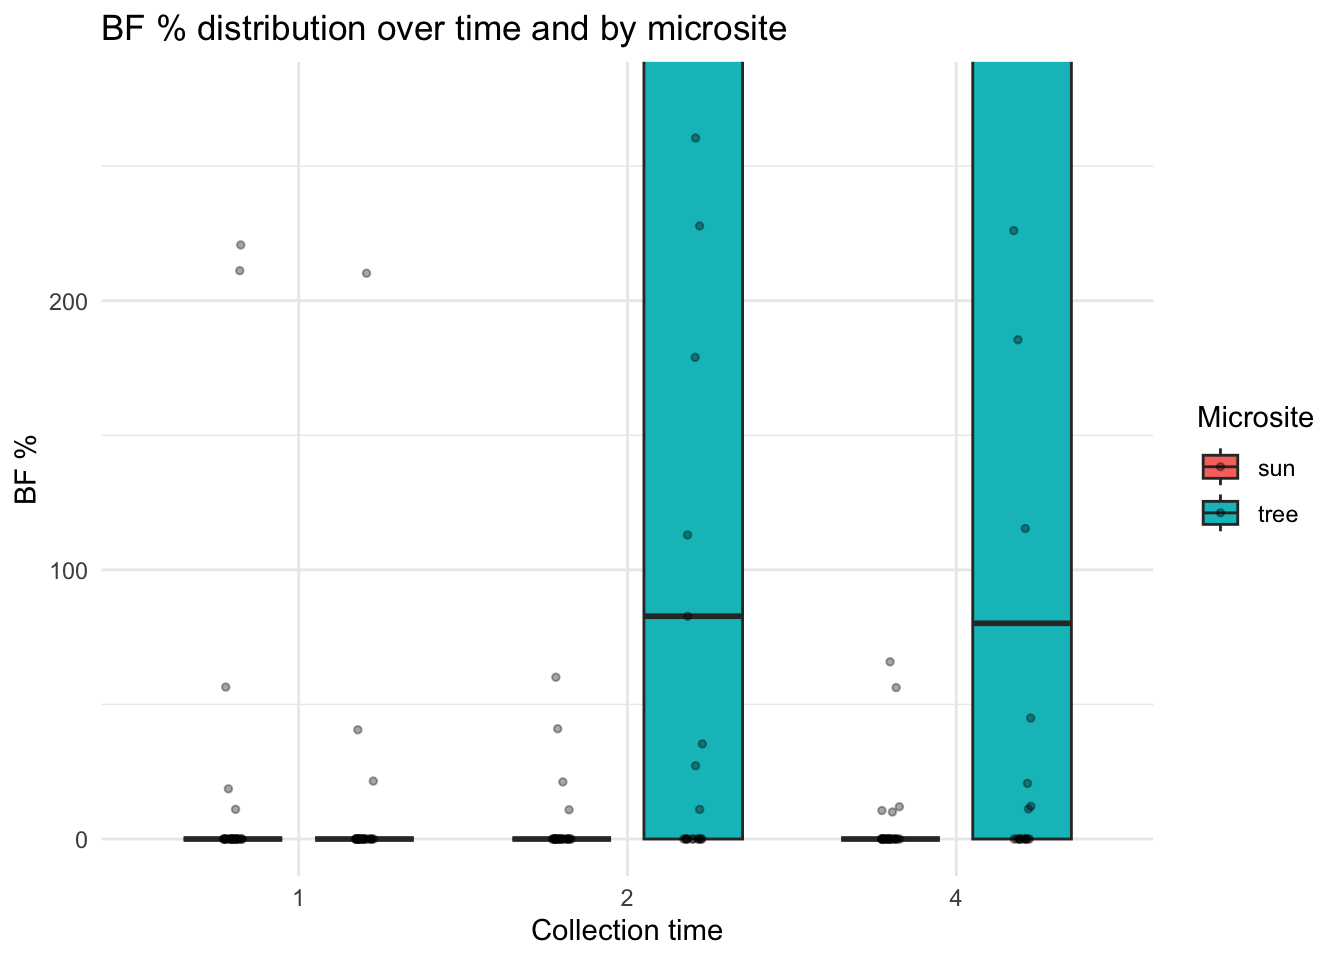 BF % distribution over time and by microsite
BF %
200
100
0
1 2 4
Collection time
Microsite
sun
tree